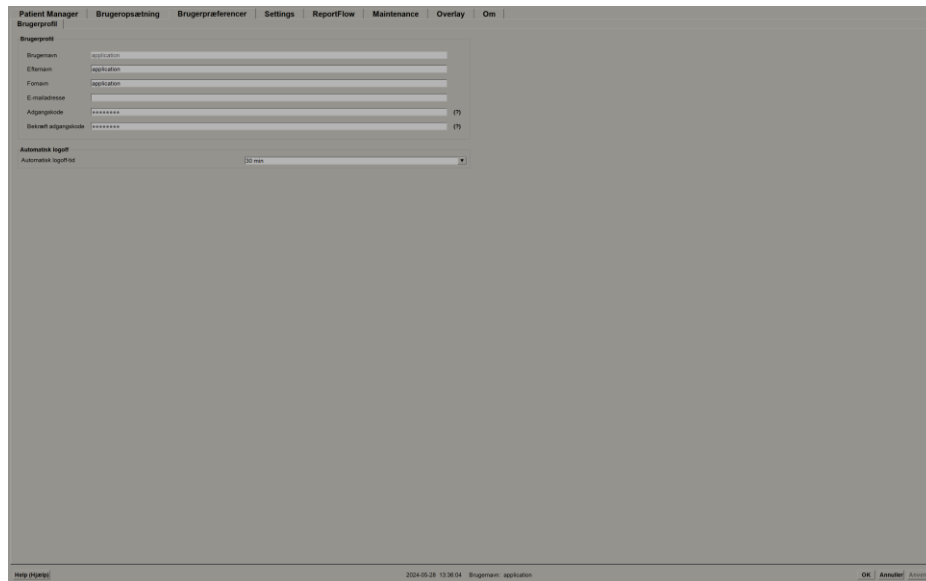 Patient Manager Brugeropsætning Brugerpræferencer Settings ReportFlow Maintenance Overlay Om
Brugerprofil
Brugerprofil
Brugernavn application
Efternavn application
Fornavn application
E-mailadresse
Adgangskode ******** (?)
Bekræft adgangskode ******** (?)
Automatisk logoff
Automatisk logoff-tid 30 min
Help (Hjælp) 2024-05-28 13:38:04 Brugernavn: application OK Annuller